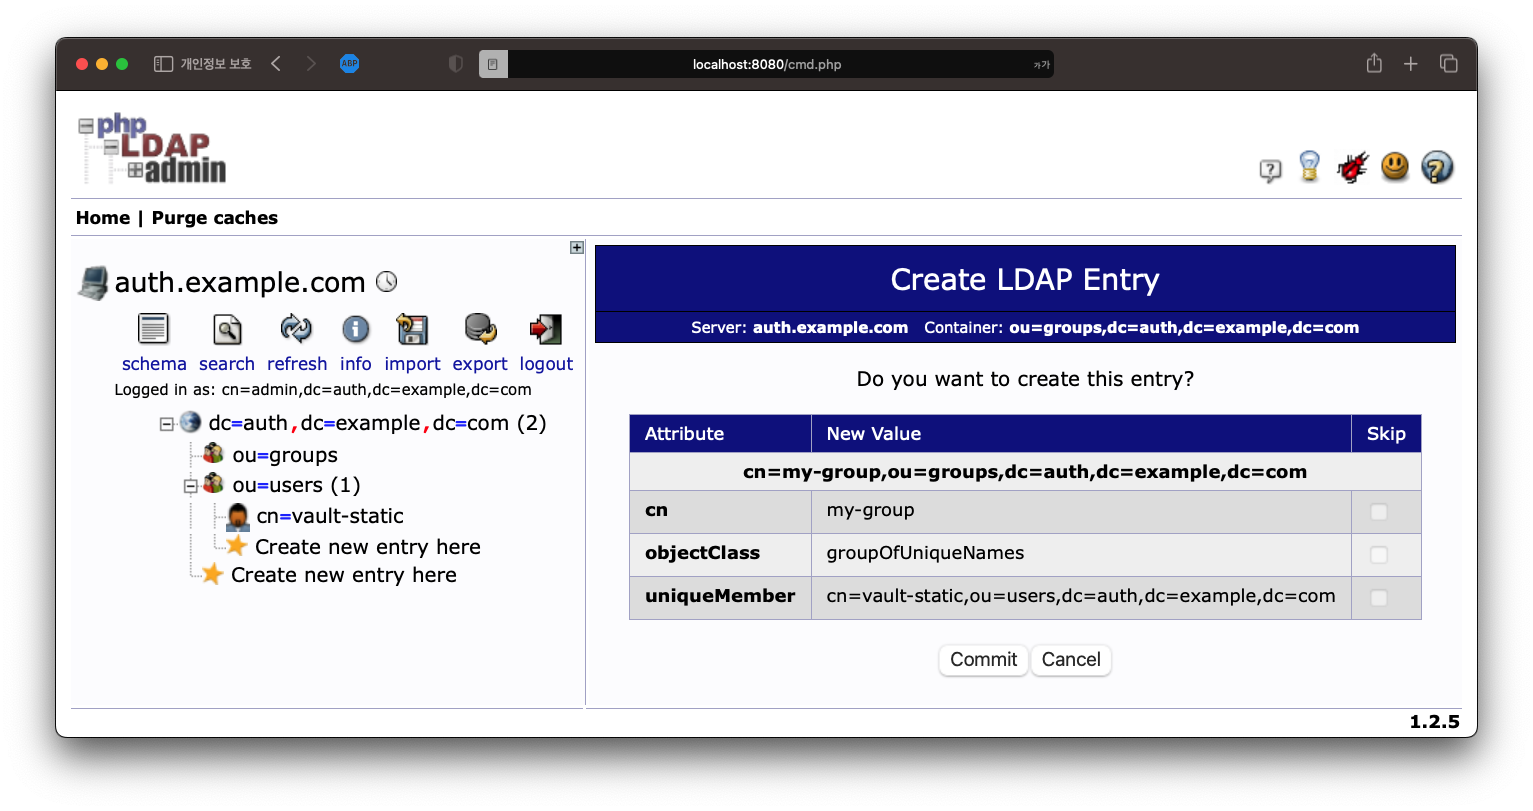 개인정보 보호
ABP
localhost:8080/cmd.php
가가
php
LDAP
admin
Home | Purge caches
auth.example.com
schema search refresh info import export logout
Logged in as: cn=admin,dc=auth,dc=example,dc=com
dc=auth,dc=example,dc=com (2)
ou=groups
ou=users (1)
cn=vault-static
Create new entry here
Create new entry here
Create LDAP Entry
Server: auth.example.com Container: ou=groups,dc=auth,dc=example,dc=com
Do you want to create this entry?
Attribute New Value Skip
cn=my-group,ou=groups,dc=auth,dc=example,dc=com
cn my-group
objectClass groupOfUniqueNames
uniqueMember cn=vault-static,ou=users,dc=auth,dc=example,dc=com
Commit Cancel
1.2.5